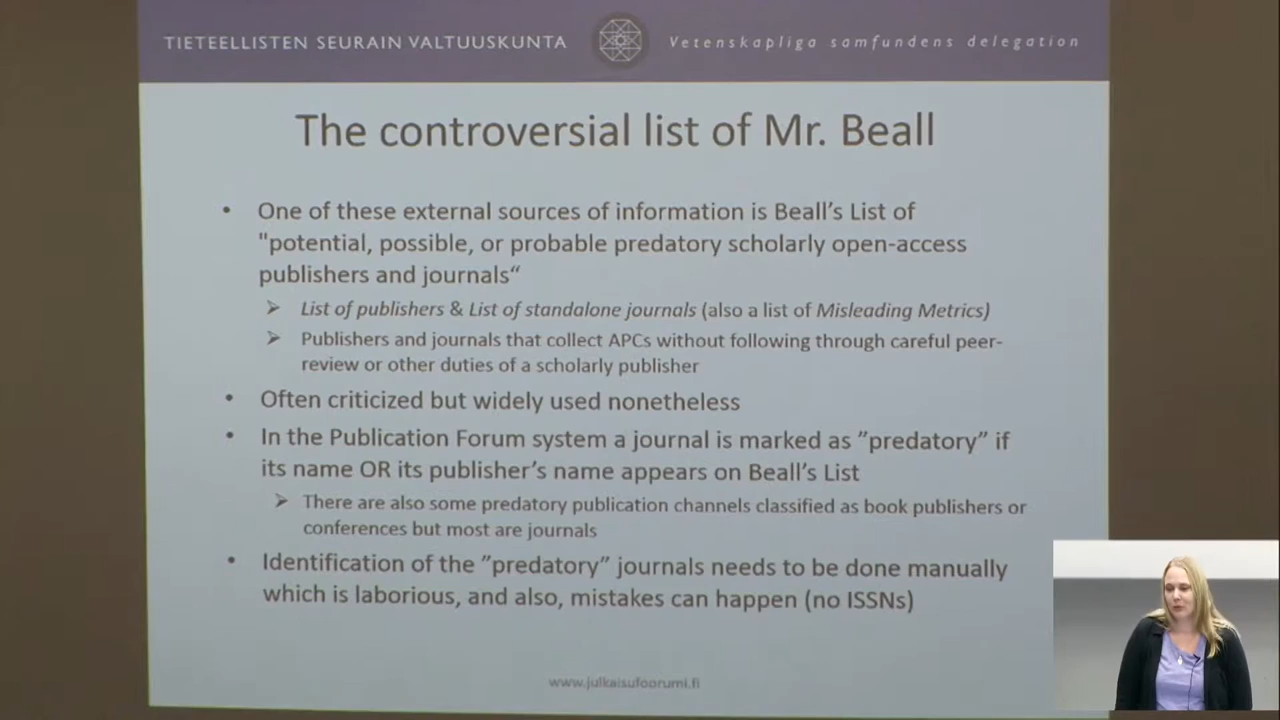 TIETEELLISTEN SEURAIN VALTUUSKUNTA Vetenskapliga samfundens delegation
The controversial list of Mr. Beall
• One of these external sources of information is Beall’s List of
"potential, possible, or probable predatory scholarly open-access
publishers and journals“
➢ List of publishers & List of standalone journals (also a list of Misleading Metrics)
➢ Publishers and journals that collect APCs without following through careful peer-
review or other duties of a scholarly publisher
• Often criticized but widely used nonetheless
• In the Publication Forum system a journal is marked as ”predatory” if
its name OR its publisher’s name appears on Beall’s List
➢ There are also some predatory publication channels classified as book publishers or
conferences but most are journals
• Identification of the ”predatory” journals needs to be done manually
which is laborious, and also, mistakes can happen (no ISSNs)
www.julkaisufoorumi.fi